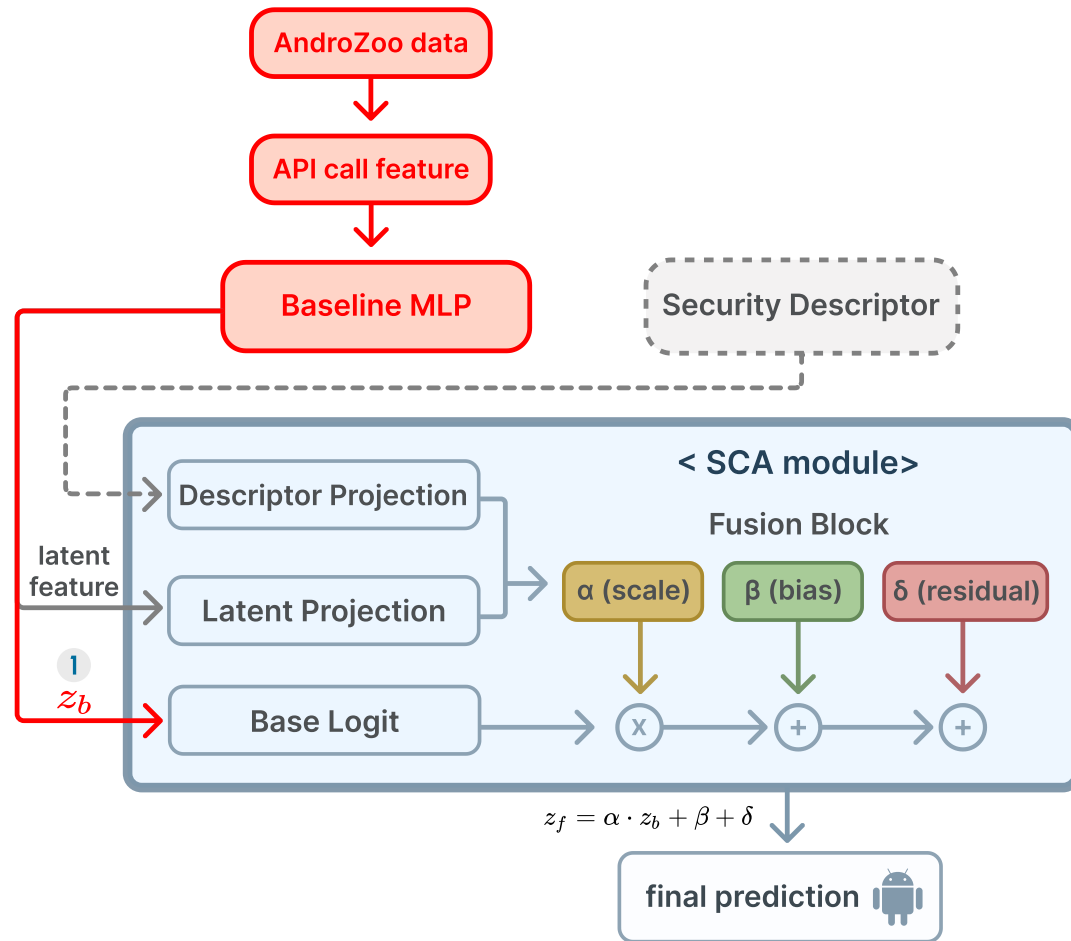 AndroZoo data
API call feature
Baseline MLP
Security Descriptor
< SCA module>
Descriptor Projection
Fusion Block
latent
feature
α (scale)
β (bias)
δ (residual)
Latent Projection
1
z_b
Base Logit
x
+
+
z_f = α · z_b + β + δ
final prediction